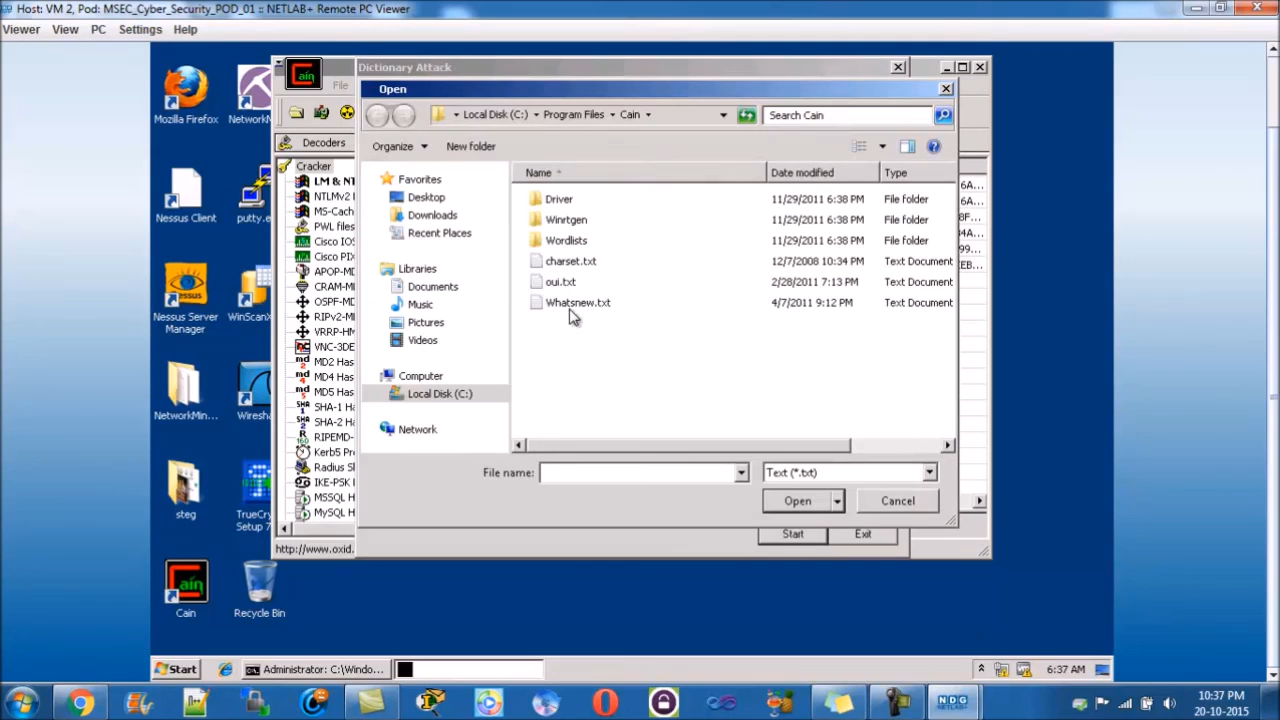 Host: VM 2, Pod: MSEC_Cyber_Security_POD_01 :: NETLAB+ Remote PC Viewer
Viewer View PC Settings Help
Dictionary Attack
Open
File
Local Disk (C:) Program Files Cain
Search Cain
Organize New folder
Decoders
Cracker
LM & NT
NTLMv2
MS-Cach
PWL files
Cisco IOS
Cisco PIX
APOP-MD
CRAM-M
OSPF-MD
RIPv2-M
VRRP-HM
VNC-3DE
MD2 Has
MD4 Has
MD5 Has
SHA-1 Ha
SHA-2 Ha
RIPEMD-
Kerb5 Pr
Radius S
IKE-PSK
MSSQL H
MySQL H
http://www.oxid.
Favorites
Desktop
Downloads
Recent Places
Libraries
Documents
Music
Pictures
Videos
Computer
Local Disk (C:)
Network
Name Date modified Type
Driver 11/29/2011 6:38 PM File folder
Winrtgen 11/29/2011 6:38 PM File folder
Wordlists 11/29/2011 6:38 PM File folder
charset.txt 12/7/2008 10:34 PM Text Document
oui.txt 2/28/2011 7:13 PM Text Document
Whatsnew.txt 4/7/2011 9:12 PM Text Document
File name: Text (*.txt)
Open Cancel
Start Exit
Mozilla Firefox
Nessus Client
putty.e...
Nessus Server Manager
WinScanX
NetworkMin...
Wiresha
steg
TrueCr
Setup 7
Cain
Recycle Bin
Start Administrator: C:\Windo... 6:37 AM
10:37 PM
20-10-2015